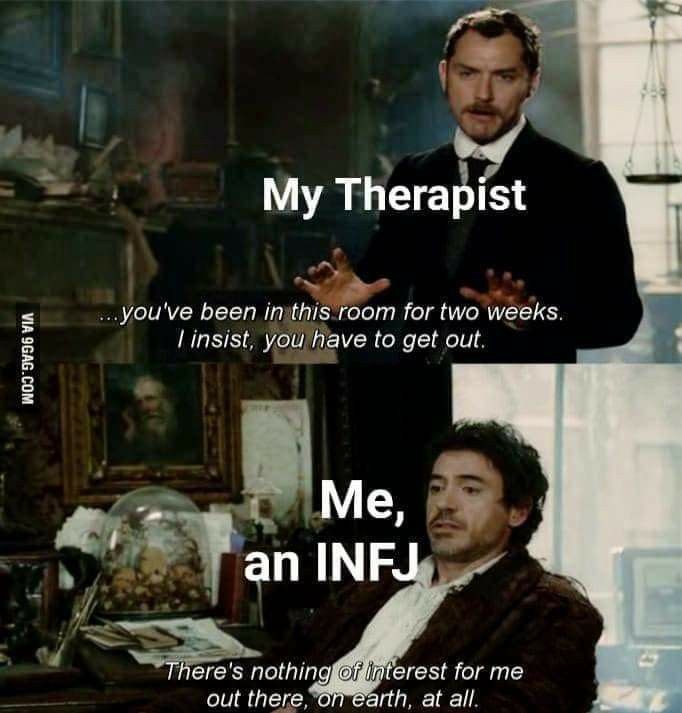 My Therapist
...you've been in this room for two weeks.
I insist, you have to get out.
VIA 9GAG.COM
Me,
an INFJ
There's nothing of interest for me
out there, on earth, at all.